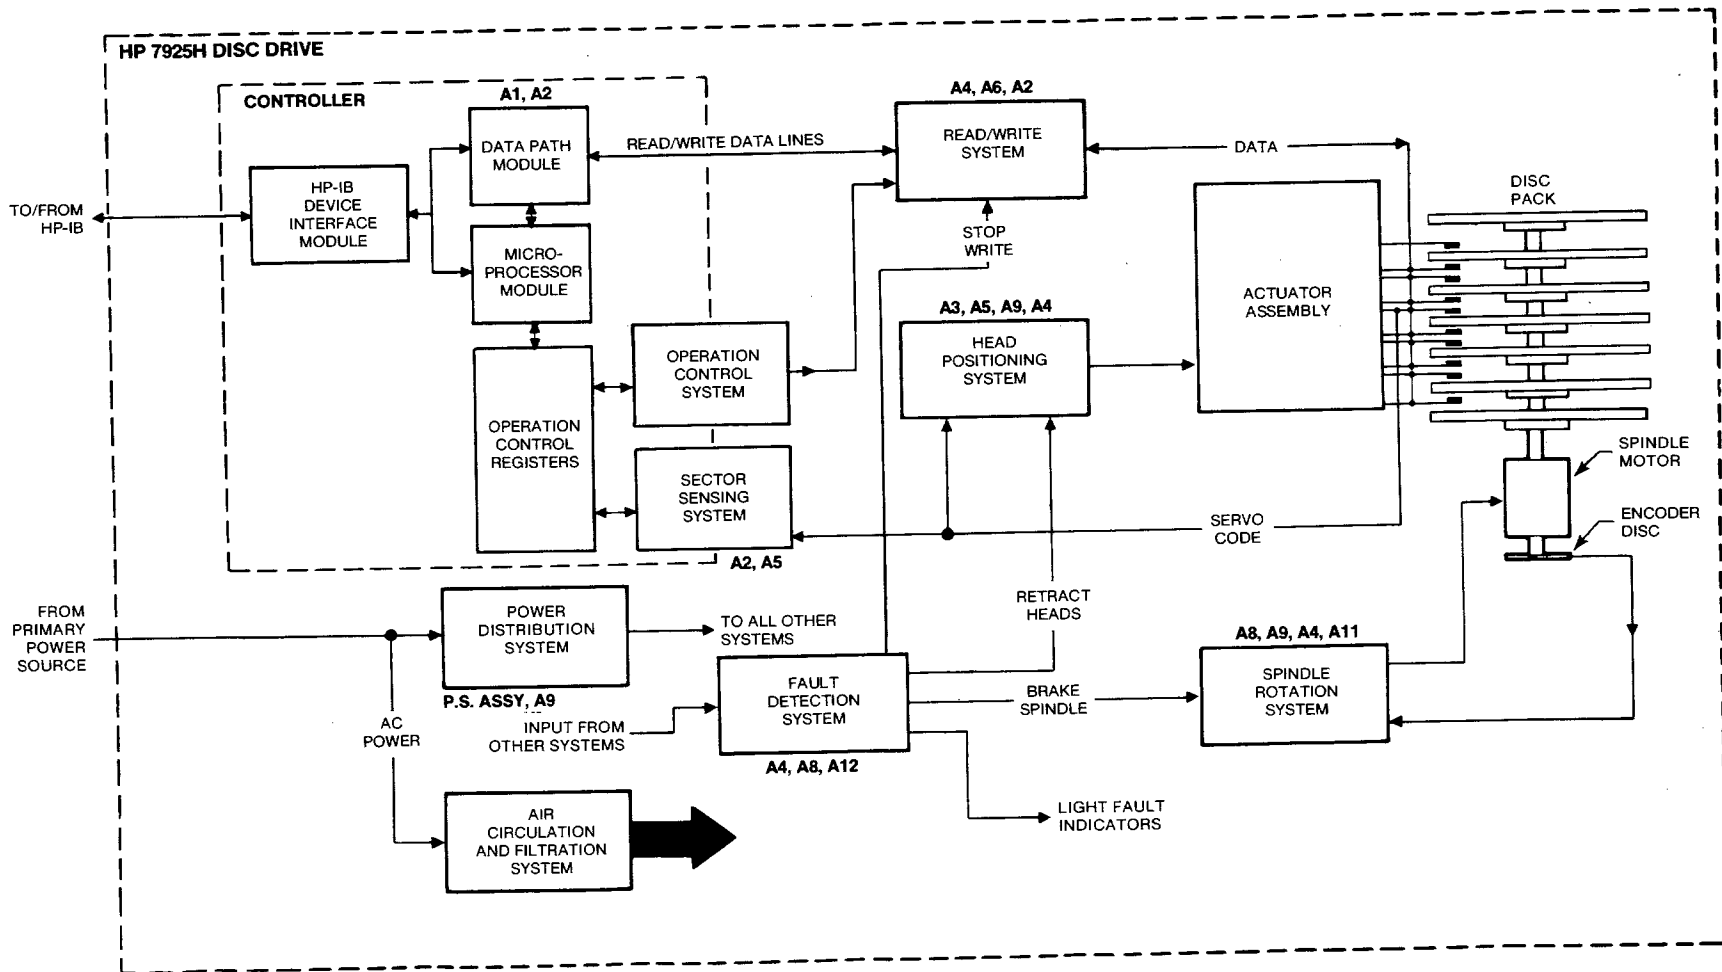 HP 7925H DISC DRIVE
CONTROLLER
A1, A2
DATA PATH
MODULE
READ/WRITE DATA LINES
A4, A6, A2
READ/WRITE
SYSTEM
DATA
DISC
PACK
TO/FROM
HP-IB
HP-IB
DEVICE
INTERFACE
MODULE
MICRO-
PROCESSOR
MODULE
STOP
WRITE
ACTUATOR
ASSEMBLY
A3, A5, A9, A4
HEAD
POSITIONING
SYSTEM
OPERATION
CONTROL
SYSTEM
OPERATION
CONTROL
REGISTERS
SECTOR
SENSING
SYSTEM
A2, A5
SERVO
CODE
SPINDLE
MOTOR
ENCODER
DISC
FROM
PRIMARY
POWER
SOURCE
POWER
DISTRIBUTION
SYSTEM
P.S. ASSY, A9
TO ALL OTHER
SYSTEMS
RETRACT
HEADS
AC
POWER
INPUT FROM
OTHER SYSTEMS
FAULT
DETECTION
SYSTEM
A4, A8, A12
BRAKE
SPINDLE
A8, A9, A4, A11
SPINDLE
ROTATION
SYSTEM
LIGHT FAULT
INDICATORS
AIR
CIRCULATION
AND FILTRATION
SYSTEM